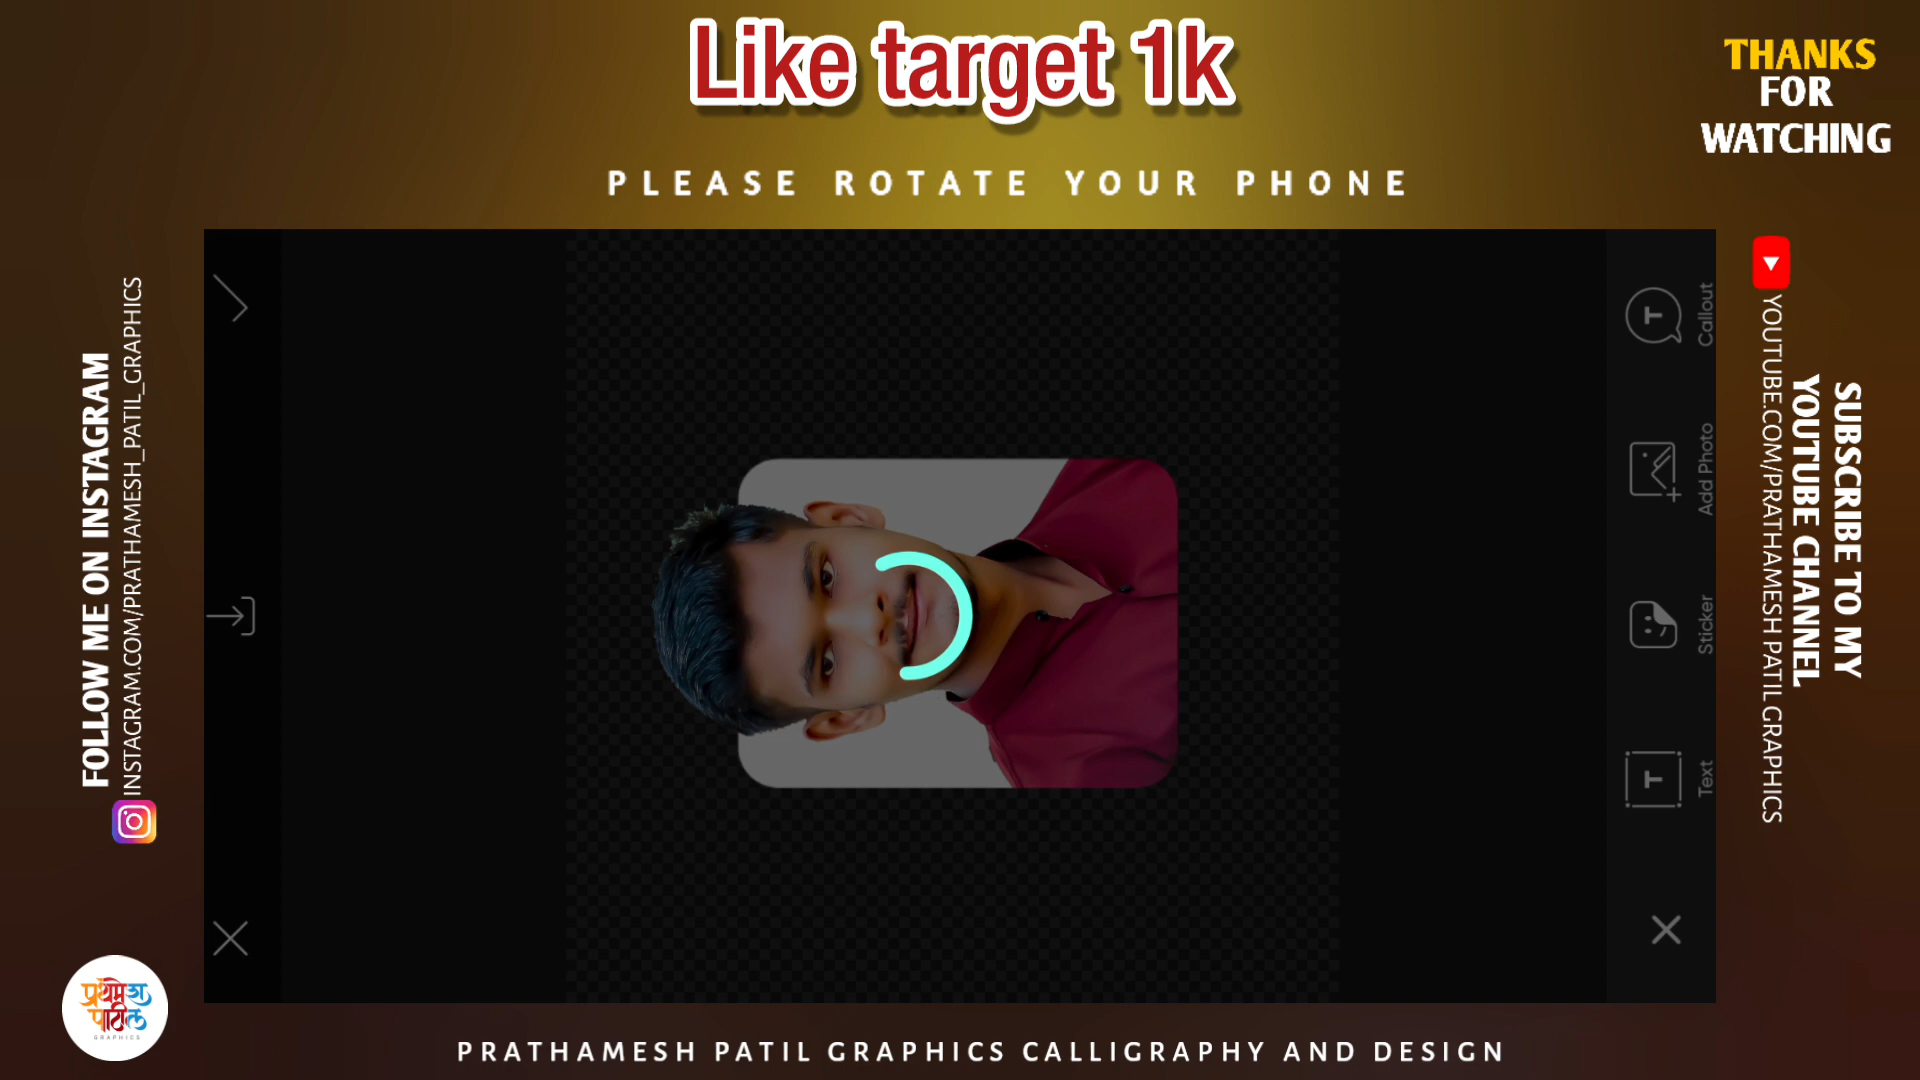 Like target 1k
THANKS
FOR
WATCHING
PLEASE ROTATE YOUR PHONE
FOLLOW ME ON INSTAGRAM
INSTAGRAM.COM/PRATHAMESH_PATIL_GRAPHICS
Callout
Add Photo
Sticker
Text
SUBSCRIBE TO MY
YOUTUBE CHANNEL
YOUTUBE.COM/PRATHAMESH PATIL GRAPHICS
प्रथमेश
पाटील
GRAPHICS
PRATHAMESH PATIL GRAPHICS CALLIGRAPHY AND DESIGN